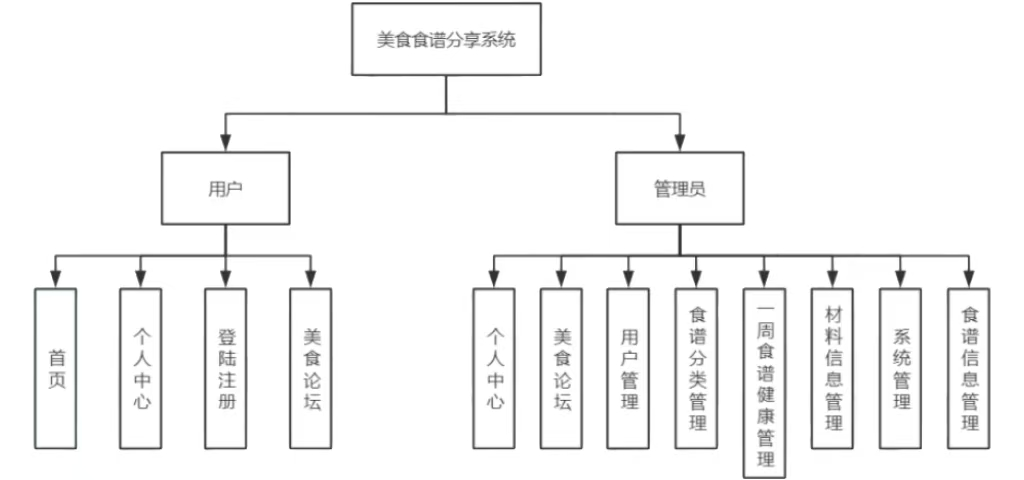 美食食谱分享系统
用户
管理员
首页
个人中心
登陆注册
美食论坛
个人中心
美食论坛
用户管理
食谱分类管理
一周食谱健康管理
材料信息管理
系统管理
食谱信息管理